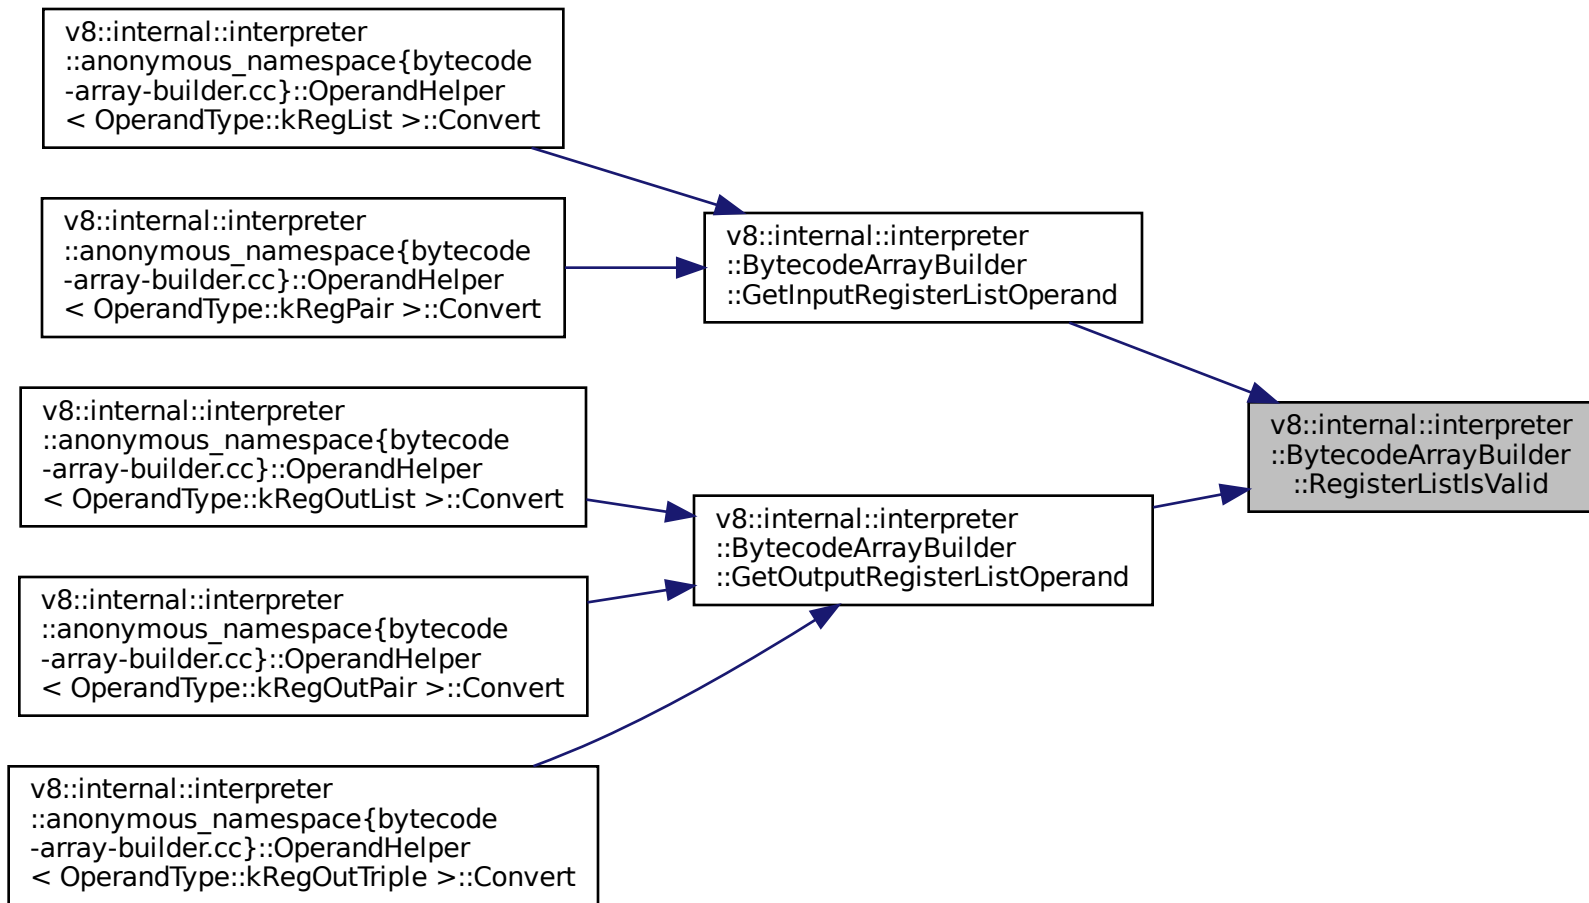 v8::internal::interpreter
::anonymous_namespace{bytecode
-array-builder.cc}::OperandHelper
< OperandType::kRegList >::Convert
v8::internal::interpreter
::anonymous_namespace{bytecode
-array-builder.cc}::OperandHelper
< OperandType::kRegPair >::Convert
v8::internal::interpreter
::BytecodeArrayBuilder
::GetInputRegisterListOperand
v8::internal::interpreter
::anonymous_namespace{bytecode
-array-builder.cc}::OperandHelper
< OperandType::kRegOutList >::Convert
v8::internal::interpreter
::BytecodeArrayBuilder
::RegisterListIsValid
v8::internal::interpreter
::BytecodeArrayBuilder
::GetOutputRegisterListOperand
v8::internal::interpreter
::anonymous_namespace{bytecode
-array-builder.cc}::OperandHelper
< OperandType::kRegOutPair >::Convert
v8::internal::interpreter
::anonymous_namespace{bytecode
-array-builder.cc}::OperandHelper
< OperandType::kRegOutTriple >::Convert